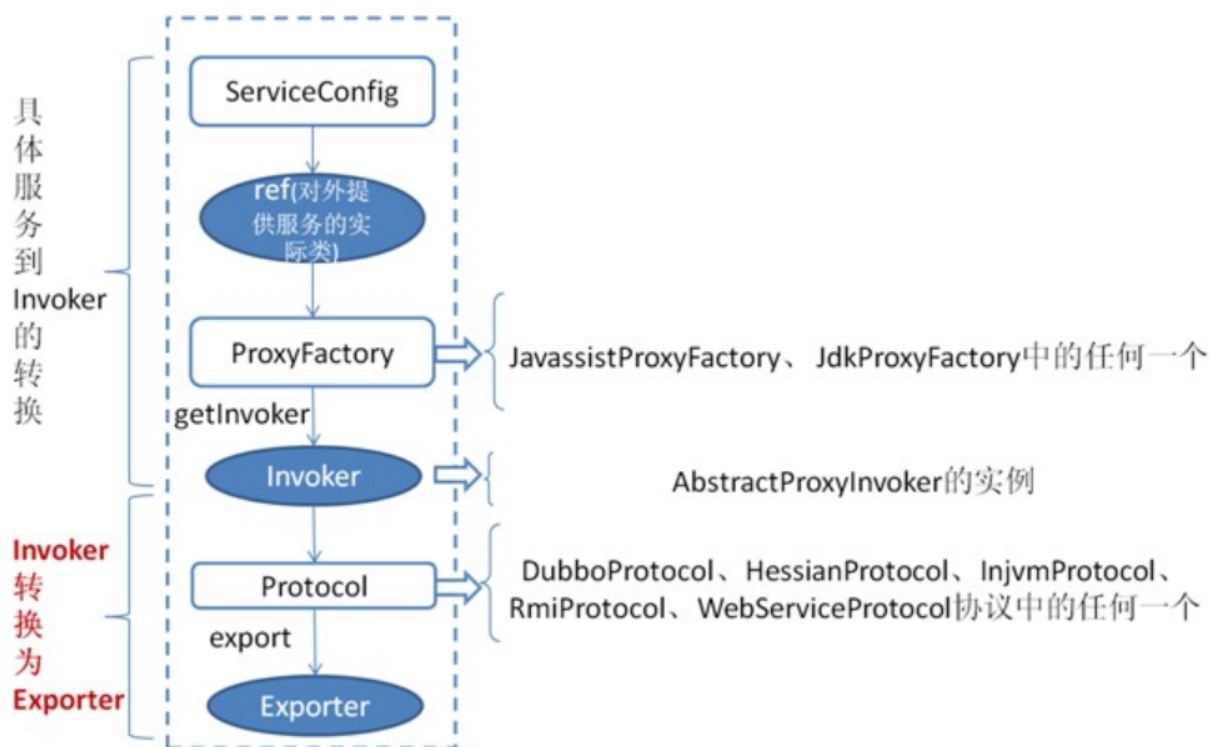 具
体
服
务
到
Invoker
的
转
换
ServiceConfig
ref(对外提
供服务的实
际类)
ProxyFactory
JavassistProxyFactory、JdkProxyFactory中的任何一个
getInvoker
Invoker
AbstractProxyInvoker的实例
Invoker
转
换
为
Exporter
Protocol
DubboProtocol、HessianProtocol、InjvmProtocol、
RmiProtocol、WebServiceProtocol协议中的任何一个
export
Exporter